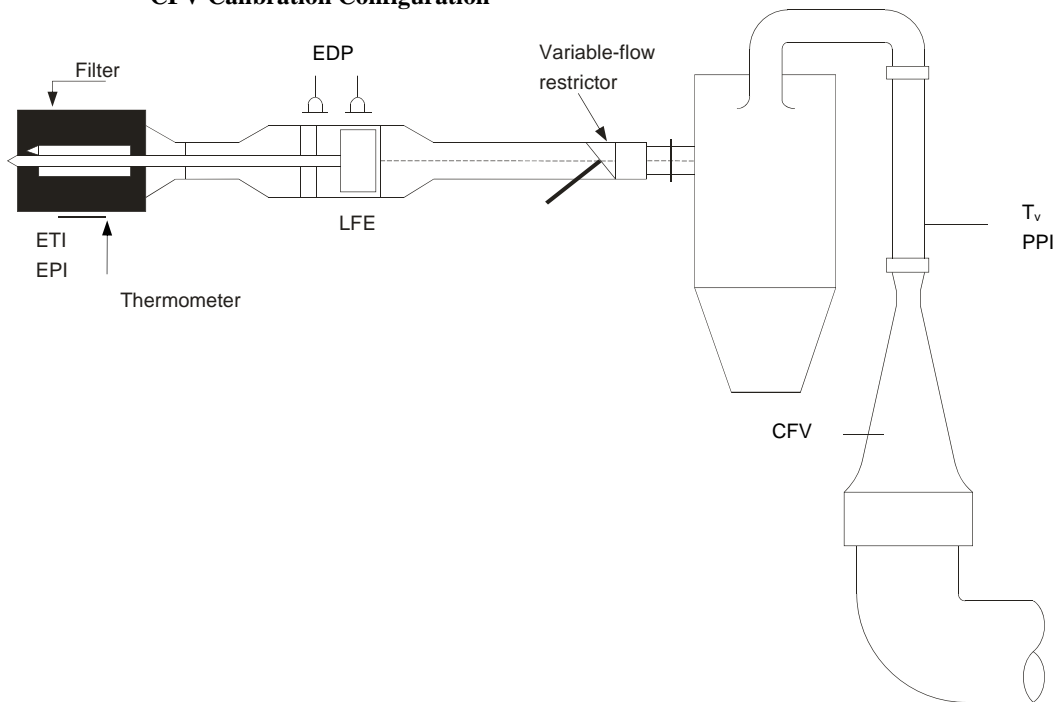 CFV Calibration Configuration
EDP
Variable-flow
restrictor
Filter
LFE
ETI
EPI
Thermometer
Tv
PPI
CFV